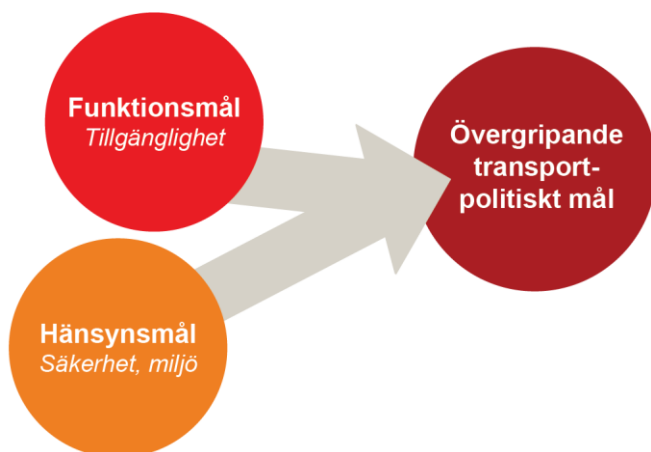 Funktionsmål
Tillgänglighet
Övergripande
transport-
politiskt mål
Hänsynsmål
Säkerhet, miljö